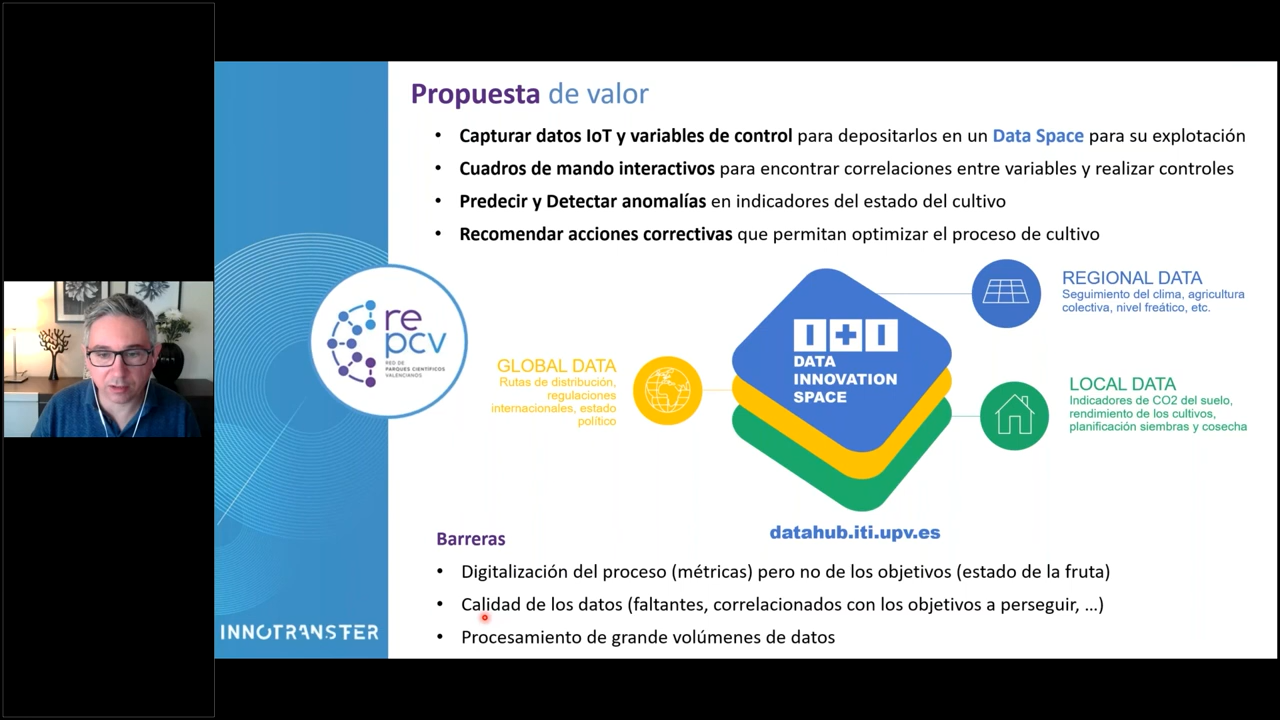 Propuesta de valor
• Capturar datos IoT y variables de control para depositarlos en un Data Space para su explotación
• Cuadros de mando interactivos para encontrar correlaciones entre variables y realizar controles
• Predecir y Detectar anomalías en indicadores del estado del cultivo
• Recomendar acciones correctivas que permitan optimizar el proceso de cultivo
re
pcv
RED DE
PARQUES CIENTÍFICOS
VALENCIANOS
GLOBAL DATA
Rutas de distribución,
regulaciones
internacionales, estado
político
DATA
INNOVATION
SPACE
REGIONAL DATA
Seguimiento del clima, agricultura
colectiva, nivel freático, etc.
LOCAL DATA
Indicadores de CO2 del suelo,
rendimiento de los cultivos,
planificación siembras y cosecha
datahub.iti.upv.es
Barreras
• Digitalización del proceso (métricas) pero no de los objetivos (estado de la fruta)
• Calidad de los datos (faltantes, correlacionados con los objetivos a perseguir, ...)
• Procesamiento de grande volúmenes de datos
INNOTRANSFER